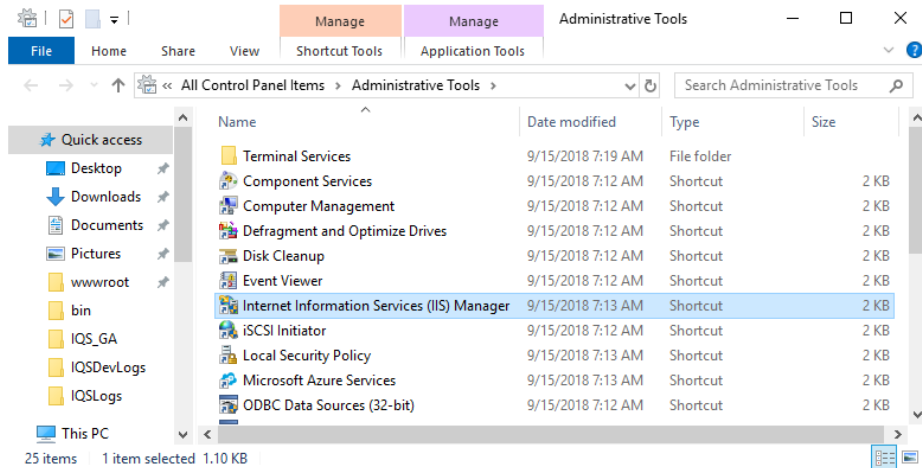 Manage Manage Administrative Tools
File Home Share View Shortcut Tools Application Tools
« All Control Panel Items > Administrative Tools > Search Administrative Tools
Name Date modified Type Size
Quick access
Desktop
Downloads
Documents
Pictures
wwwroot
bin
IQS_GA
IQSDevLogs
IQSLogs
This PC
Terminal Services 9/15/2018 7:19 AM File folder
Component Services 9/15/2018 7:12 AM Shortcut 2 KB
Computer Management 9/15/2018 7:12 AM Shortcut 2 KB
Defragment and Optimize Drives 9/15/2018 7:12 AM Shortcut 2 KB
Disk Cleanup 9/15/2018 7:12 AM Shortcut 2 KB
Event Viewer 9/15/2018 7:12 AM Shortcut 2 KB
Internet Information Services (IIS) Manager 9/15/2018 7:13 AM Shortcut 2 KB
iSCSI Initiator 9/15/2018 7:12 AM Shortcut 2 KB
Local Security Policy 9/15/2018 7:13 AM Shortcut 2 KB
Microsoft Azure Services 9/15/2018 7:13 AM Shortcut 2 KB
ODBC Data Sources (32-bit) 9/15/2018 7:12 AM Shortcut 2 KB
25 items 1 item selected 1.10 KB